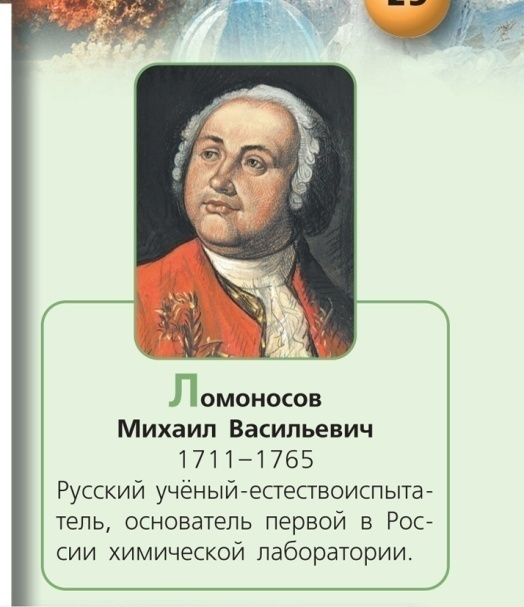 Ломоносов
Михаил Васильевич
1711–1765
Русский учёный-естествоиспыта-
тель, основатель первой в Рос-
сии химической лаборатории.